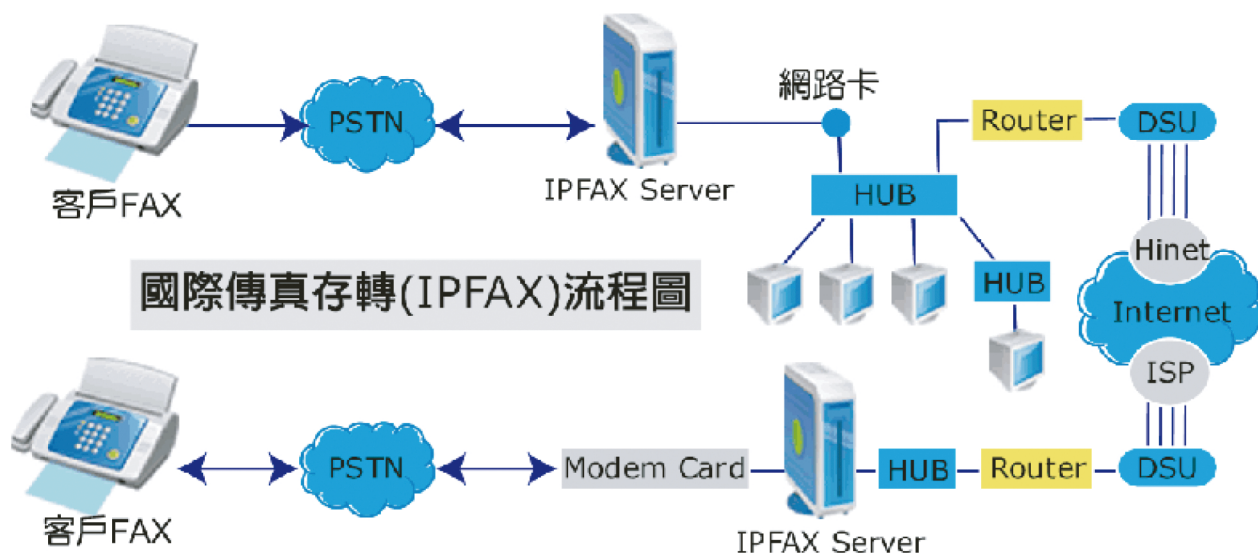 網路卡
Router
DSU
PSTN
IPFAX Server
HUB
客戶FAX
Hinet
國際傳真存轉(IPFAX)流程圖
HUB
Internet
ISP
PSTN
Modem Card
HUB
Router
DSU
客戶FAX
IPFAX Server